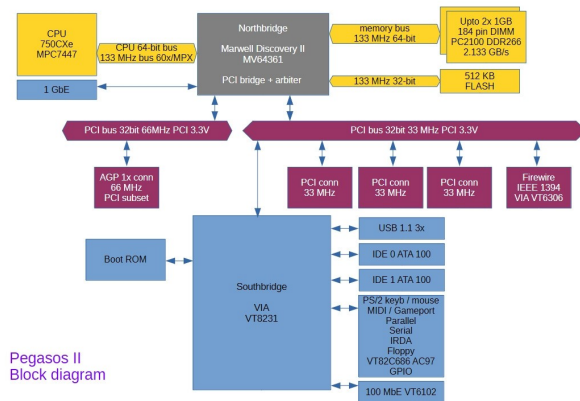 CPU
750CXe
MPC7447
CPU 64-bit bus
133 MHz bus 60x/MPX
Northbridge
Marwell Discovery II
MV64361
PCI bridge + arbiter
memory bus
133 MHz 64-bit
Upto 2x 1GB
184 pin DIMM
PC2100 DDR266
2.133 GB/s
1 GbE
133 MHz 32-bit
512 KB
FLASH
PCI bus 32bit 66MHz PCI 3.3V
PCI bus 32bit 33 MHz PCI 3.3V
AGP 1x conn
66 MHz
PCI subset
PCI conn
33 MHz
PCI conn
33 MHz
PCI conn
33 MHz
Firewire
IEEE 1394
VIA VT6306
Boot ROM
Southbridge
VIA
VT8231
USB 1.1 3x
IDE 0 ATA 100
IDE 1 ATA 100
PS/2 keyb / mouse
MIDI / Gameport
Parallel
Serial
IRDA
Floppy
VT82C686 AC97
GPIO
100 MbE VT6102
Pegasos II
Block diagram